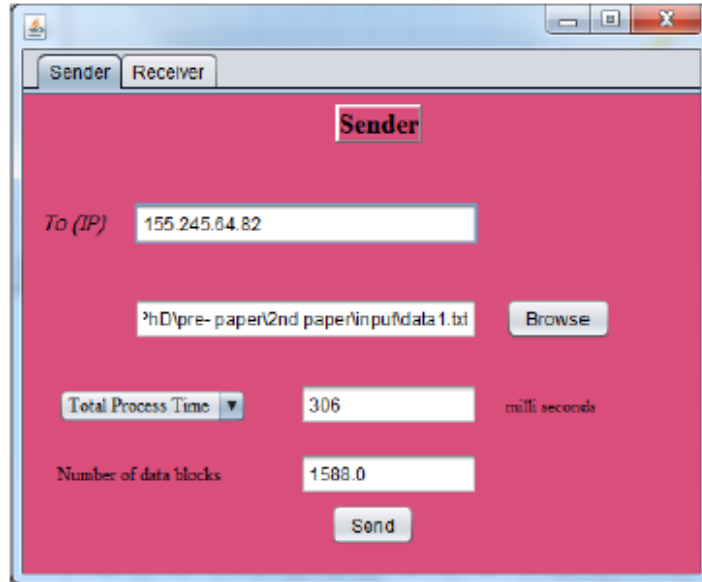 Sender Receiver
Sender
To (IP) 155.245.64.82
PhD\pre- paper\2nd paper\input\data1.txt Browse
Total Process Time 306 milli seconds
Number of data blocks 1588.0
Send